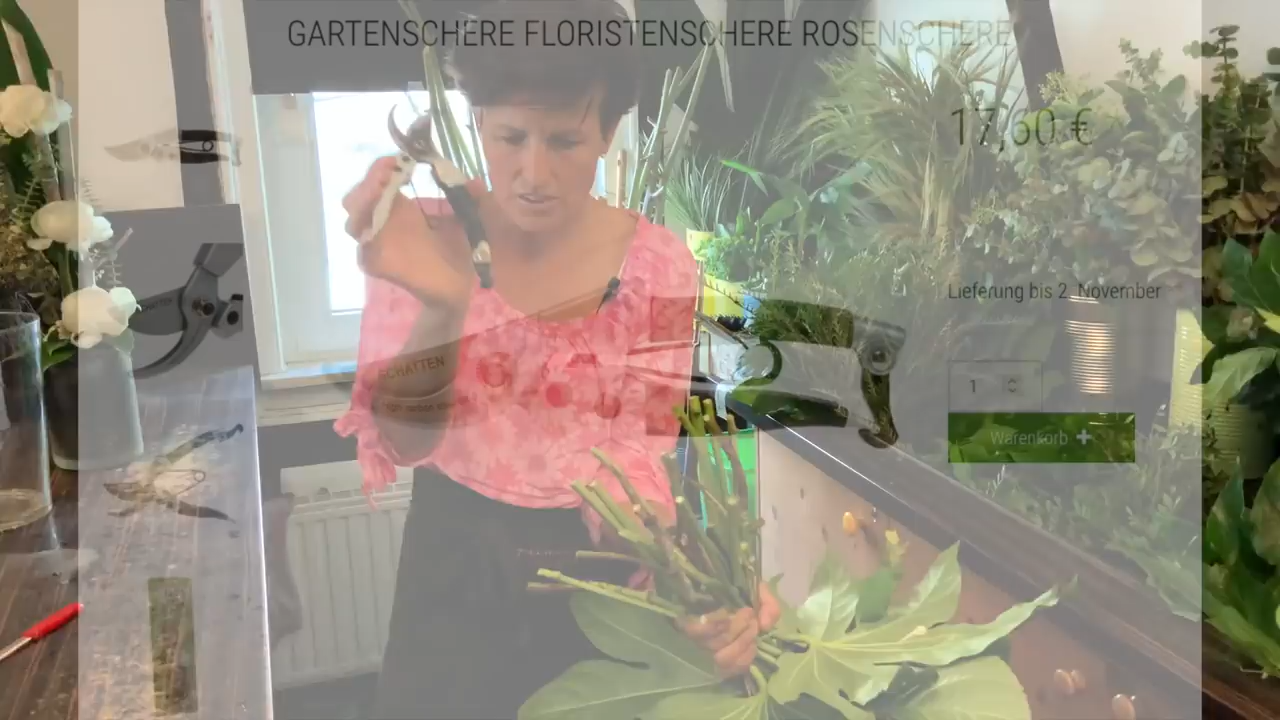 GARTENSCHERE FLORISTENSCHERE ROSENSCHERE
17,60 €
Lieferung bis 2. November
SCHATTEN
1
Warenkorb +